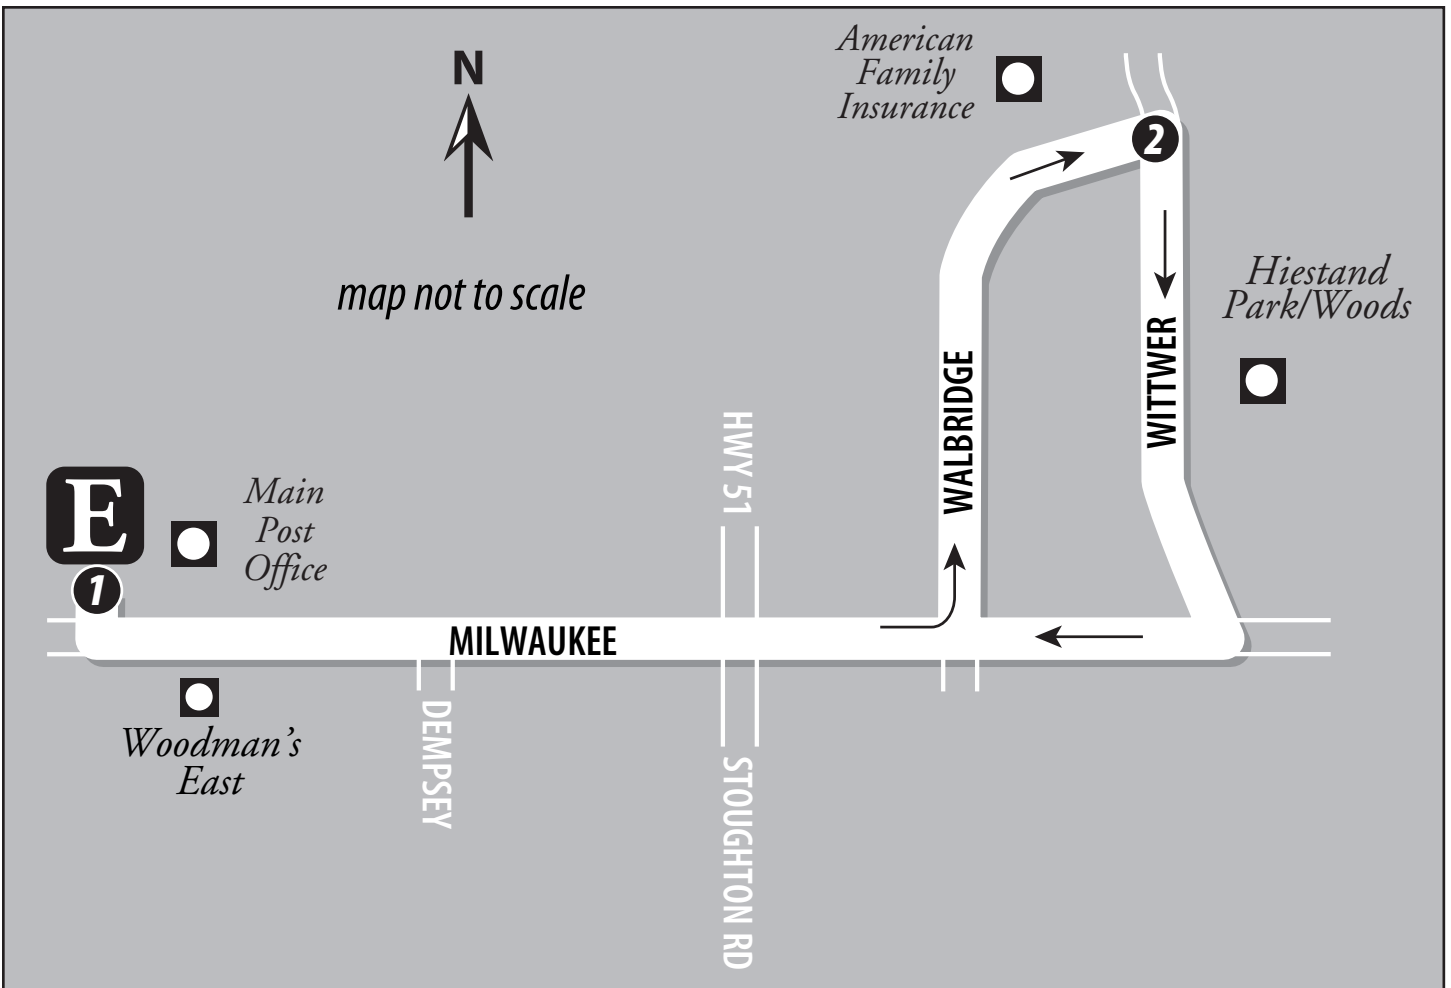 American
Family
Insurance
N
2
map not to scale
Hiestand
Park/Woods
WITTWER
WALBRIDGE
HWY 51
E
Main
Post
Office
1
MILWAUKEE
Woodman's
East
DEMPSEY
STOUGHTON RD